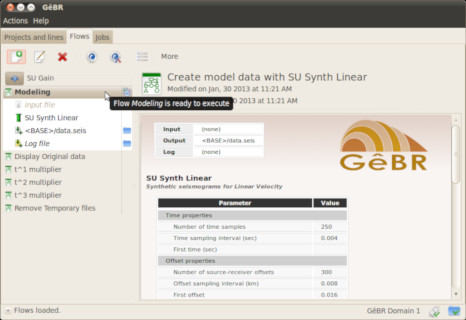 GêBR
Actions Help
Projects and lines Flows Jobs
More
SU Gain
Modeling
Input file
SU Synth Linear
<BASE>/data.seis
Log file
Display Original data
t^1 multiplier
t^2 multiplier
t^3 multiplier
Remove Temporary files
Flow Modeling is ready to execute
Create model data with SU Synth Linear
Modified on Jan, 30 2013 at 11:21 AM
30 2013 at 11:21 AM
Input (none)
Output <BASE>/data.seis
Log (none)
GêBR
SU Synth Linear
Synthetic seismograms for Linear Velocity
Parameter Value
Time properties
Number of time samples 250
Time sampling interval (sec) 0.004
First time (sec)
Offset properties
Number of source-receiver offsets 300
Offset sampling interval (km) 0.008
First offset 0.016
Flows loaded.
GêBR Domain 1